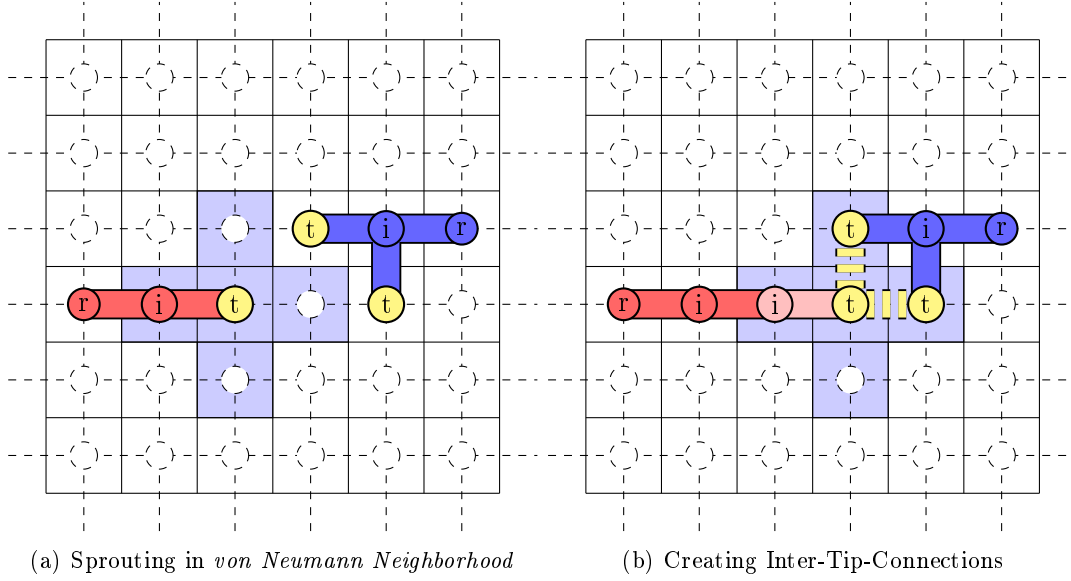 t i r t i r
r i t t r i i t t
(a) Sprouting in von Neumann Neighborhood (b) Creating Inter-Tip-Connections